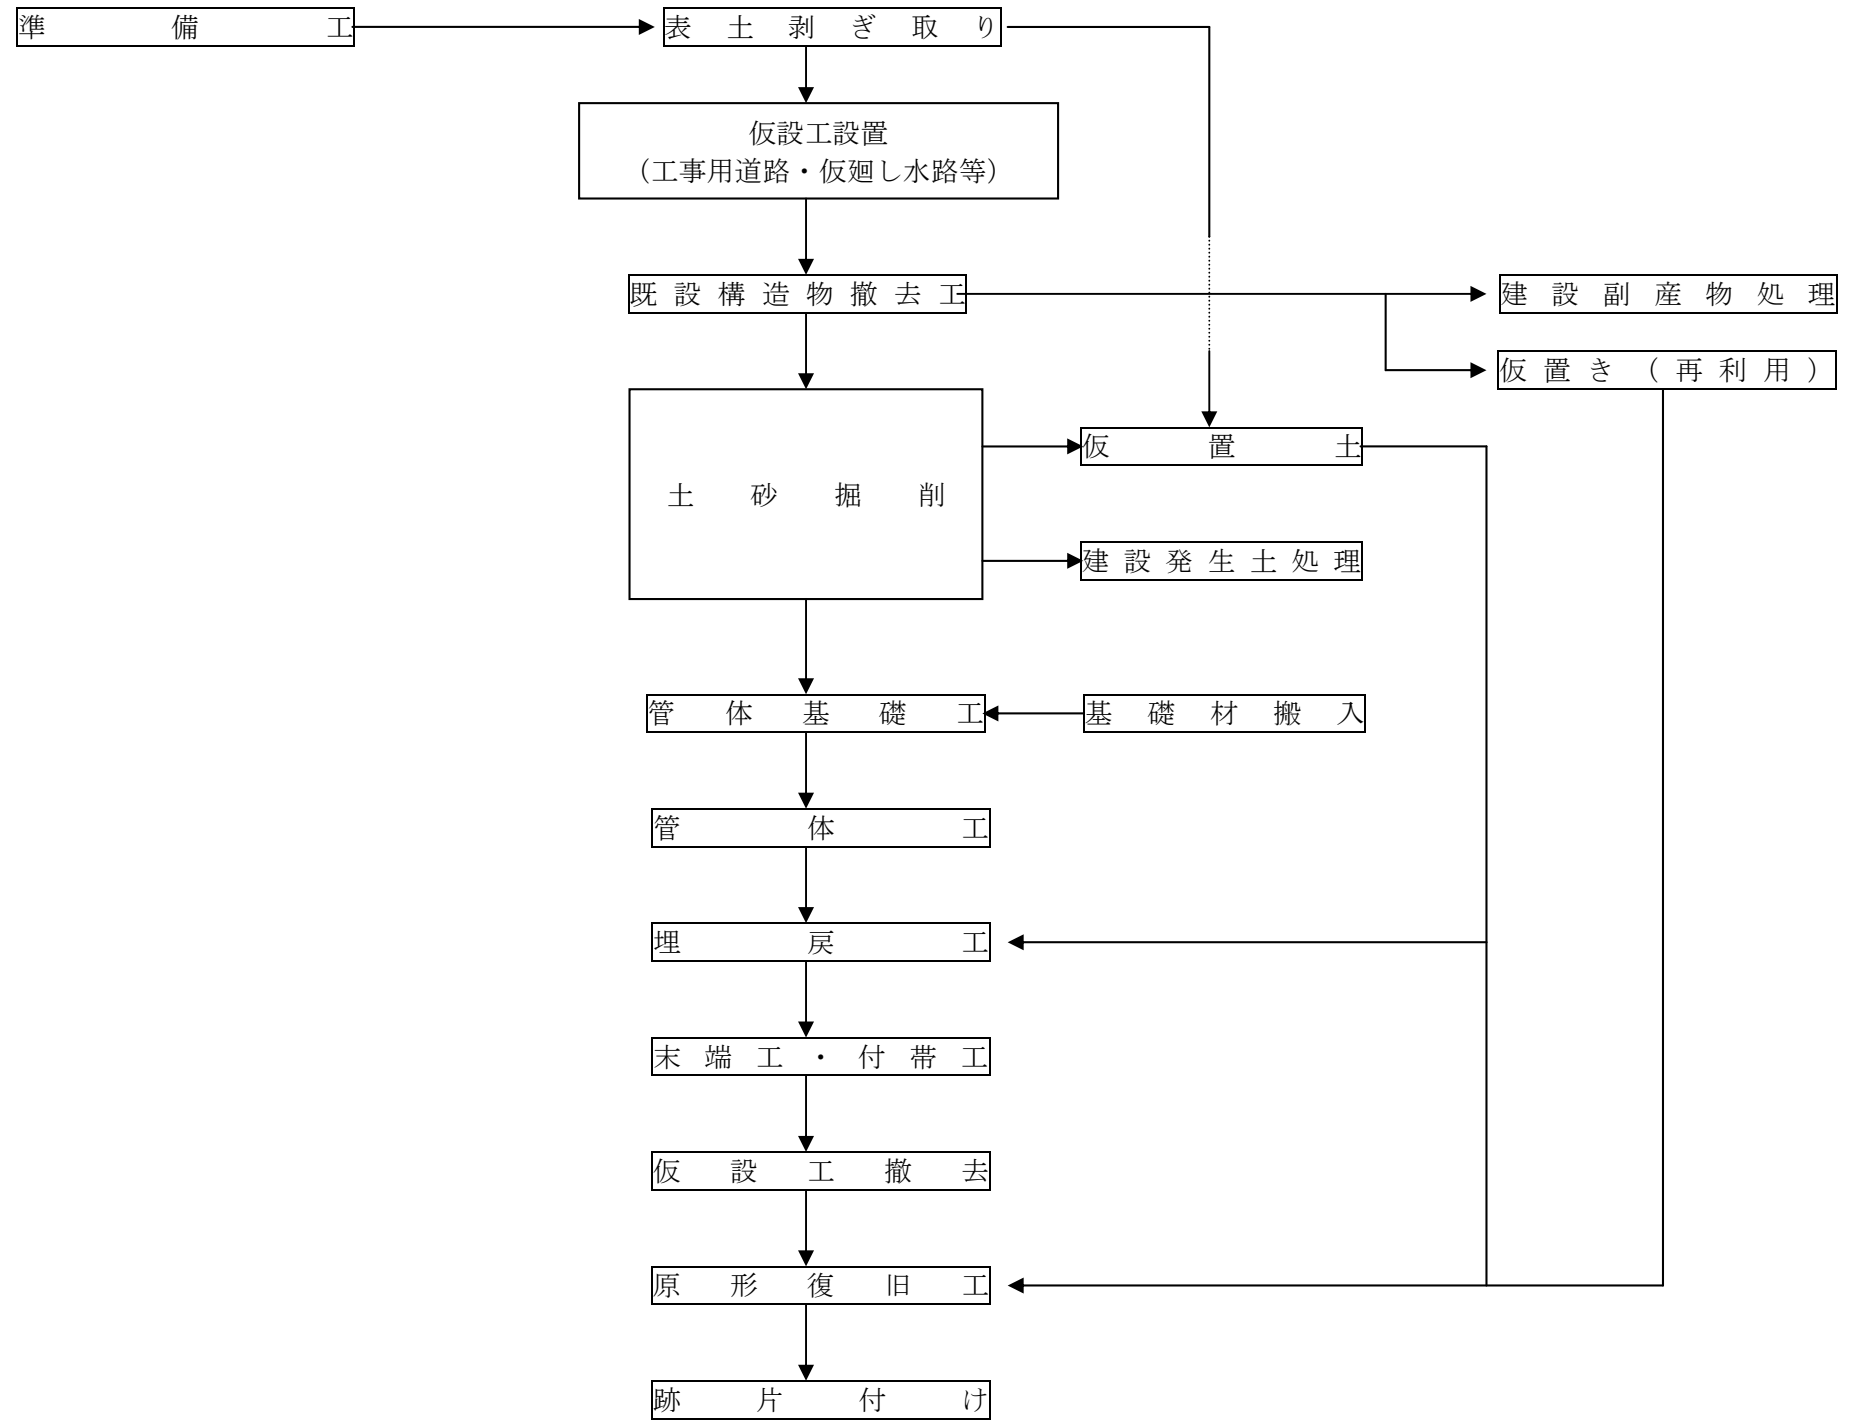 準備工
表土剥ぎ取り
仮設工設置
（工事用道路・仮廻し水路等）
既設構造物撤去工
建設副産物処理
仮置き（再利用）
土砂掘削
仮置土
建設発生土処理
管体基礎工
基礎材搬入
管体工
埋戻工
末端工・付帯工
仮設工撤去
原形復旧工
跡片付け